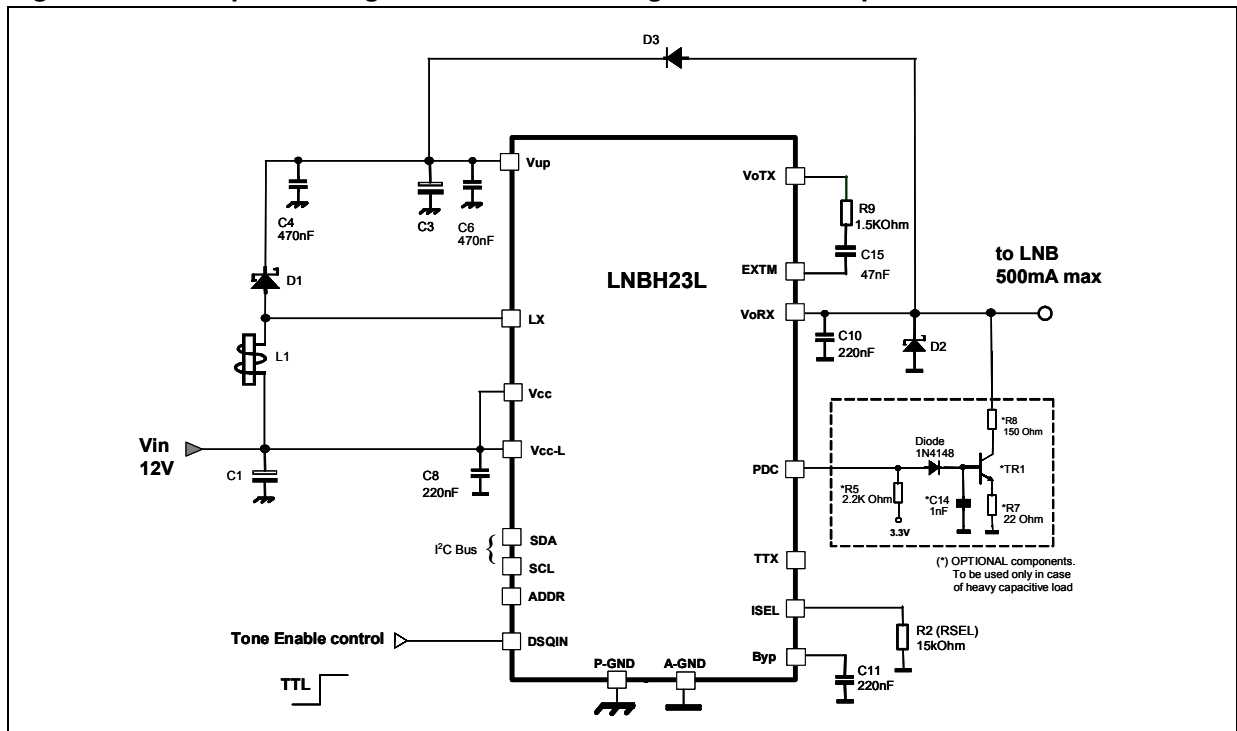 D3
Vup
C4
470nF
C3
C6
470nF
VoTX
R9
1.5KOhm
C15
47nF
EXTM
LNBH23L
to LNB
500mA max
D1
LX
VoRX
C10
220nF
D2
L1
Vcc
Vin
12V
Vcc-L
C1
C8
220nF
*R8
150 Ohm
Diode
1N4148
*TR1
PDC
*R5
2.2K Ohm
*C14
1nF
*R7
22 Ohm
3.3V
I²C Bus {
SDA
SCL
ADDR
TTX
(*) OPTIONAL components.
To be used only in case
of heavy capacitive load
ISEL
R2 (RSEL)
15kOhm
Tone Enable control
DSQIN
Byp
C11
220nF
P-GND
A-GND
TTL